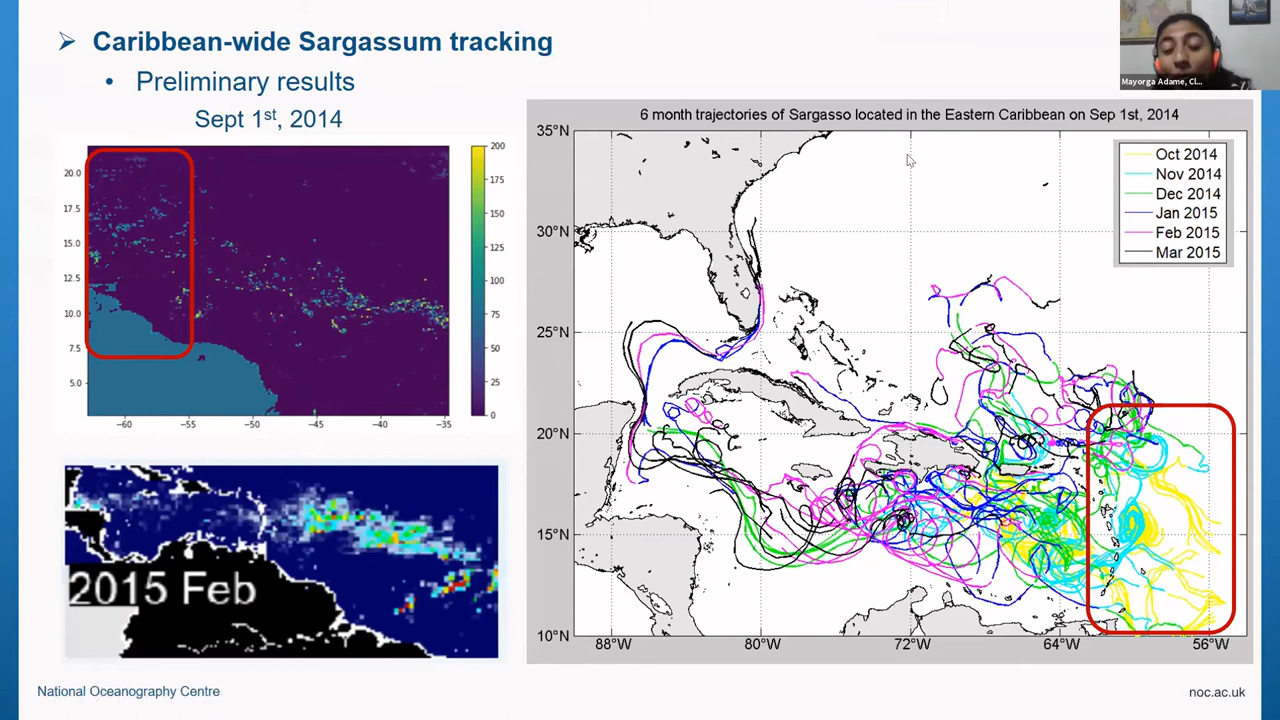 ➢ Caribbean-wide Sargassum tracking
• Preliminary results
Sept 1st, 2014
20.0
17.5
15.0
12.5
10.0
7.5
5.0
−60 −55 −50 −45 −40 −35
200
175
150
125
100
75
50
25
0
2015 Feb
6 month trajectories of Sargasso located in the Eastern Caribbean on Sep 1st, 2014
35°N
30°N
25°N
20°N
15°N
10°N
88°W 80°W 72°W 64°W 56°W
Oct 2014
Nov 2014
Dec 2014
Jan 2015
Feb 2015
Mar 2015
Mayorga Adame, Cl...
National Oceanography Centre
noc.ac.uk